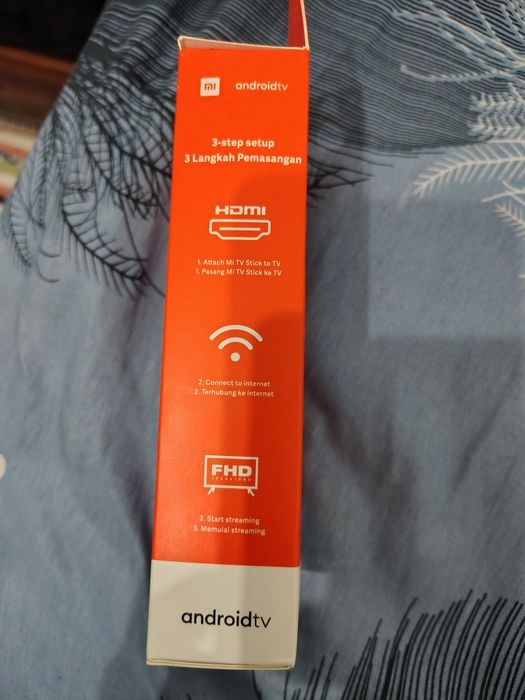 mi androidtv
3-step setup
3 Langkah Pemasangan
HDMI
1. Attach Mi TV Stick to TV
1. Pasang Mi TV Stick ke TV
2. Connect to internet
2. Terhubung ke internet
FHD
1920x1080
3. Start streaming
3. Memulai streaming
androidtv